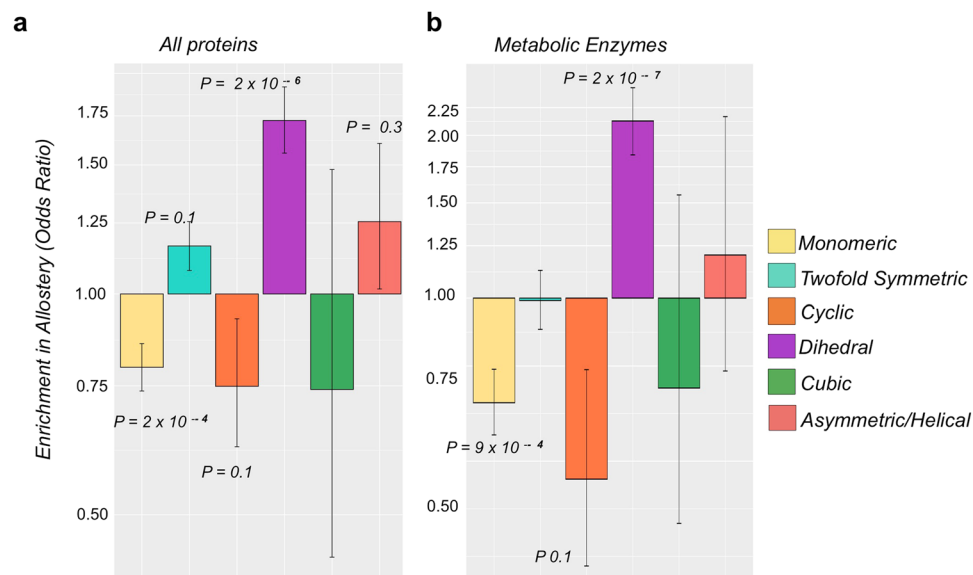 a
All proteins
Enrichment in Allostery (Odds Ratio)
1.75
1.50
1.25
1.00
0.75
0.50
P = 2 x 10 -- 6
P = 0.3
P = 0.1
P = 2 x 10 -- 4
P = 0.1
b
Metabolic Enzymes
2.25
2.00
1.75
1.50
1.25
1.00
0.75
0.50
P = 2 x 10 -- 7
P = 9 x 10 -- 4
P 0.1
Monomeric
Twofold Symmetric
Cyclic
Dihedral
Cubic
Asymmetric/Helical